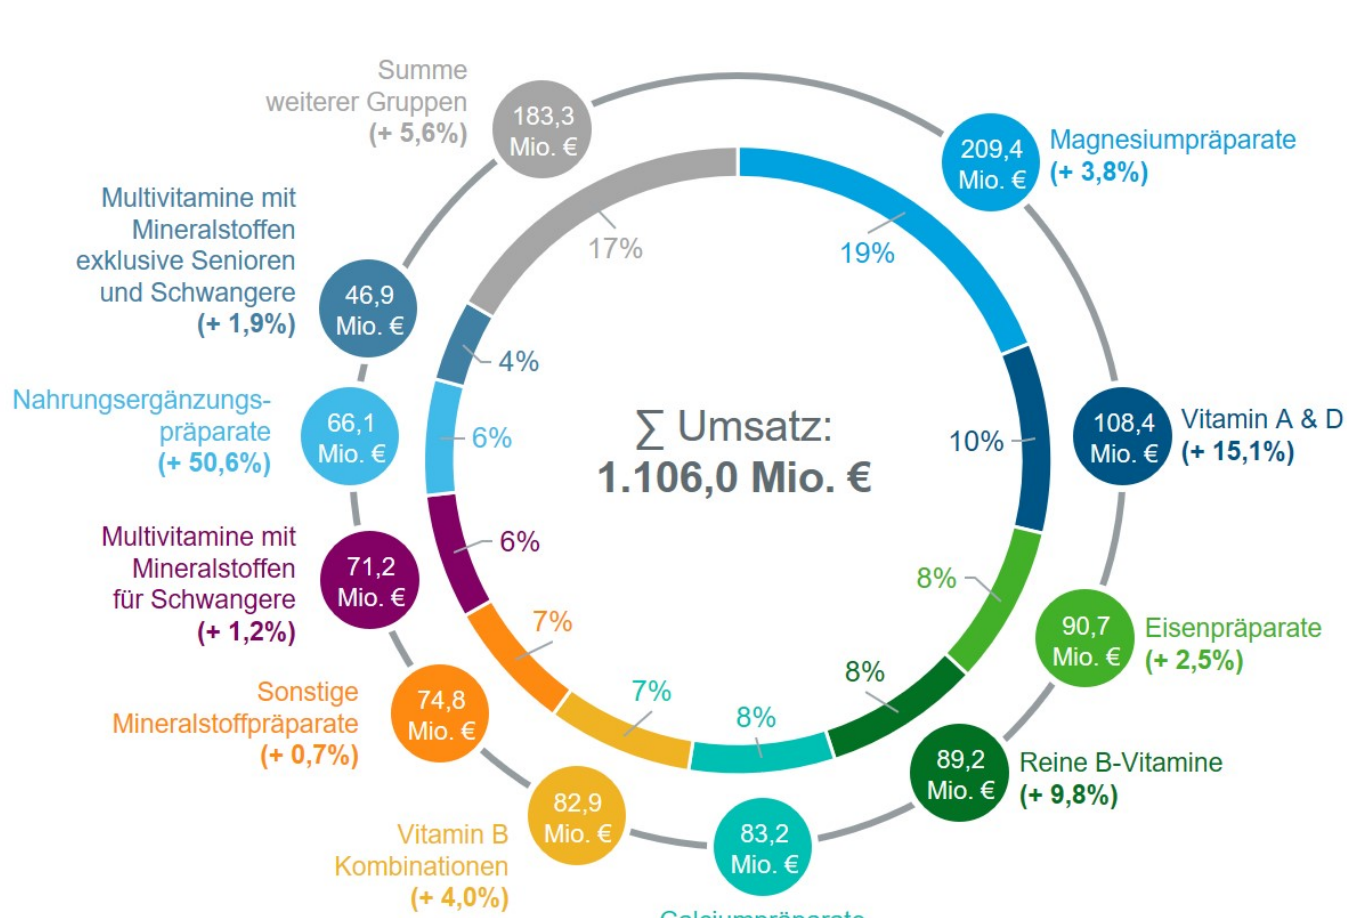 Summe
weiterer Gruppen
(+ 5,6%)
183,3
Mio. €
209,4
Mio. €
Magnesiumpräparate
(+ 3,8%)
Multivitamine mit
Mineralstoffen
exklusive Senioren
und Schwangere
(+ 1,9%)
46,9
Mio. €
17%
19%
4%
Nahrungsergänzungs-
präparate
(+ 50,6%)
66,1
Mio. €
6%
∑ Umsatz:
1.106,0 Mio. €
10%
108,4
Mio. €
Vitamin A & D
(+ 15,1%)
Multivitamine mit
Mineralstoffen
für Schwangere
(+ 1,2%)
71,2
Mio. €
6%
8%
90,7
Mio. €
Eisenpräparate
(+ 2,5%)
7%
7%
8%
8%
Sonstige
Mineralstoffpräparate
(+ 0,7%)
74,8
Mio. €
89,2
Mio. €
Reine B-Vitamine
(+ 9,8%)
Vitamin B
Kombinationen
(+ 4,0%)
82,9
Mio. €
83,2
Mio. €
Calciumpräparate